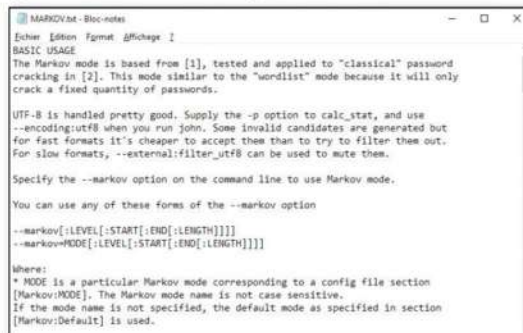 MARKOV.txt - Bloc-notes
Eichier Edition Format Affichage ?
BASIC USAGE
The Markov mode is based from [1], tested and applied to "classical" password
cracking in [2]. This mode similar to the "wordlist" mode because it will only
crack a fixed quantity of passwords.
UTF-8 is handled pretty good. Supply the -p option to calc_stat, and use
--encoding:utf8 when you run john. Some invalid candidates are generated but
for fast formats it's cheaper to accept them than to try to filter them out.
For slow formats, --external:filter_utf8 can be used to mute them.
Specify the --markov option on the command line to use Markov mode.
You can use any of these forms of the --markov option
--markov[:LEVEL[:START[:END[:LENGTH]]]]
--markov=MODE[:LEVEL[:START[:END[:LENGTH]]]]
Where:
* MODE is a particular Markov mode corresponding to a config file section
[Markov:MODE]. The Markov mode name is not case sensitive.
If the mode name is not specified, the default mode as specified in section
[Markov:Default] is used.